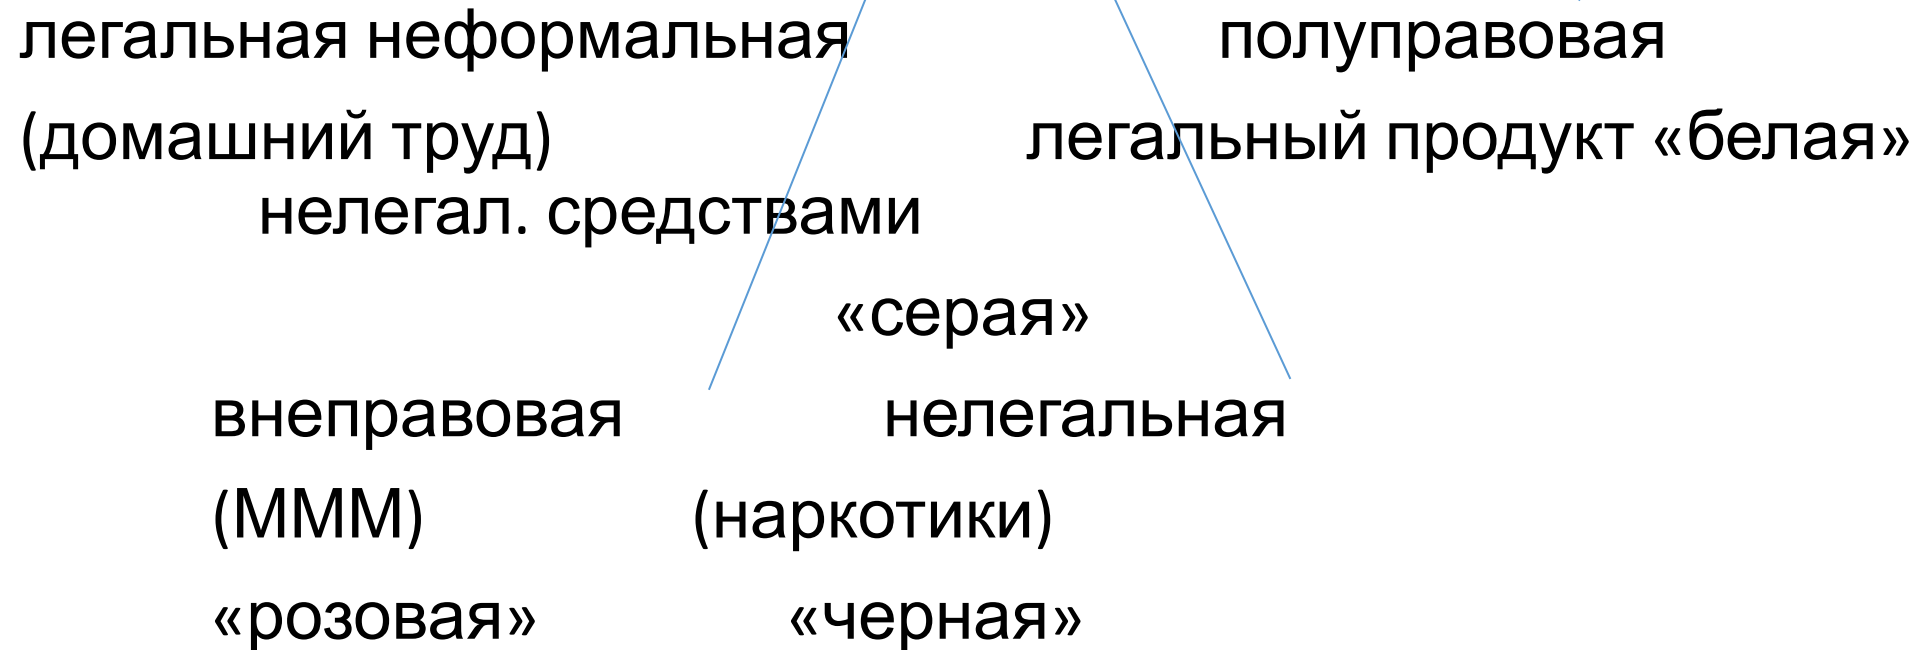 легальная неформальная полуправовая
(домашний труд) легальный продукт «белая»
нелегал. средствами
«серая»
внеправовая нелегальная
(МММ) (наркотики)
«розовая» «черная»